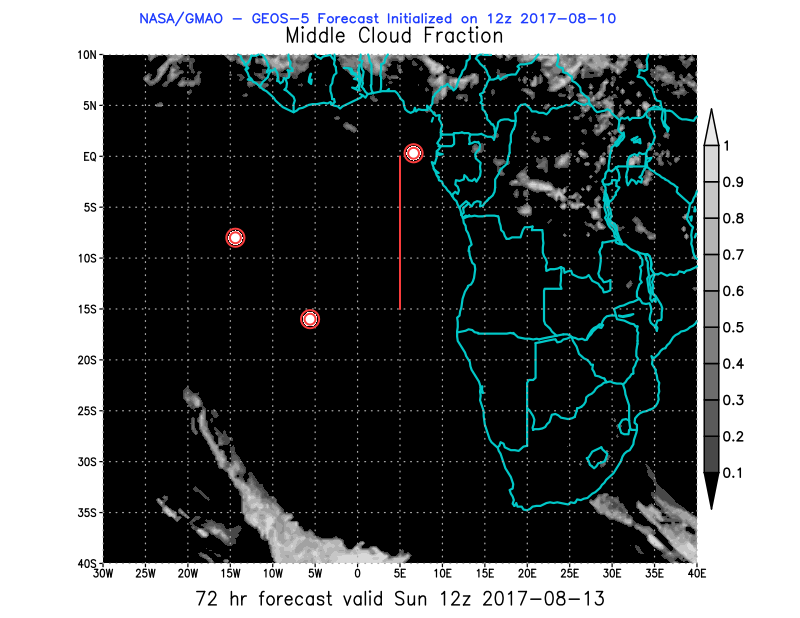 NASA/GMAO - GEOS-5 Forecast Initialized on 12z 2017-08-10
Middle Cloud Fraction
10N
5N
EQ
5S
10S
15S
20S
25S
30S
35S
40S
30W 25W 20W 15W 10W 5W 0 5E 10E 15E 20E 25E 30E 35E 40E
1
0.9
0.8
0.7
0.6
0.5
0.4
0.3
0.2
0.1
72 hr forecast valid Sun 12z 2017-08-13